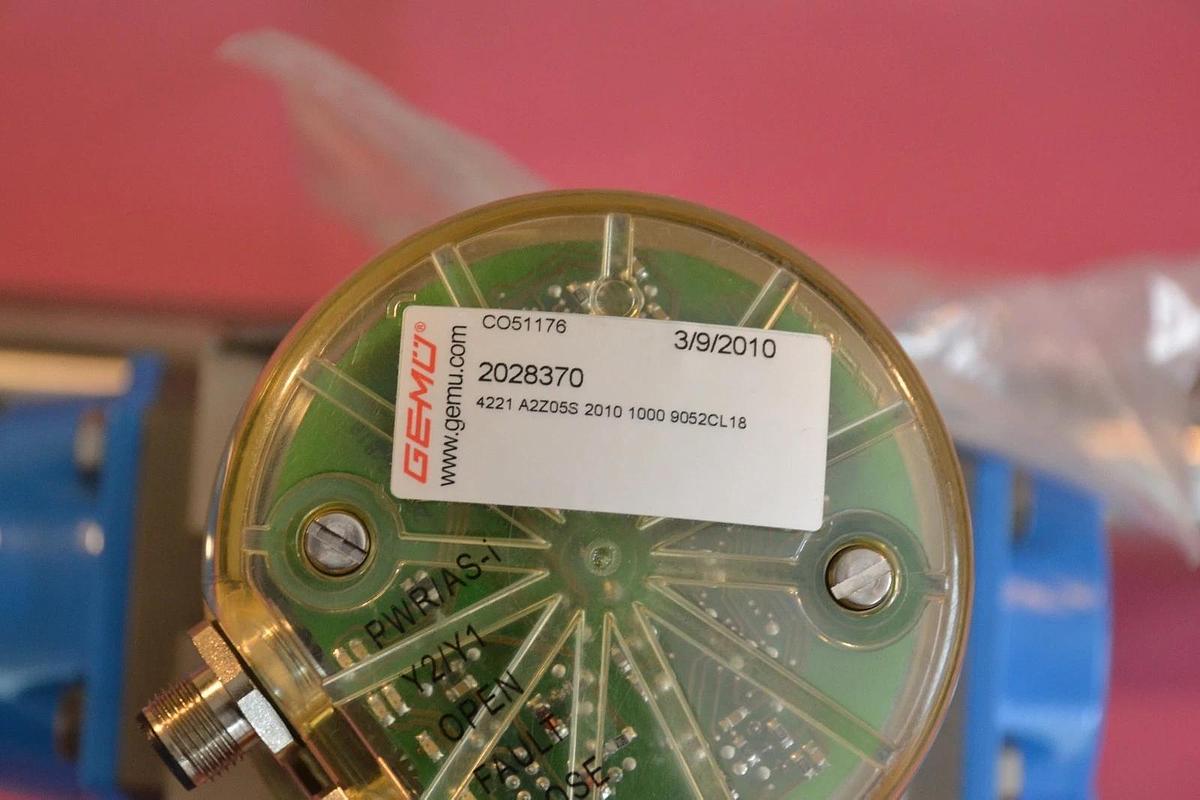 GEMÜ®
www.gemu.com
CO51176
3/9/2010
2028370
4221 A2Z05S 2010 1000 9052CL18
PWR/AS-i
Y2/Y1
OPEN
FAULT